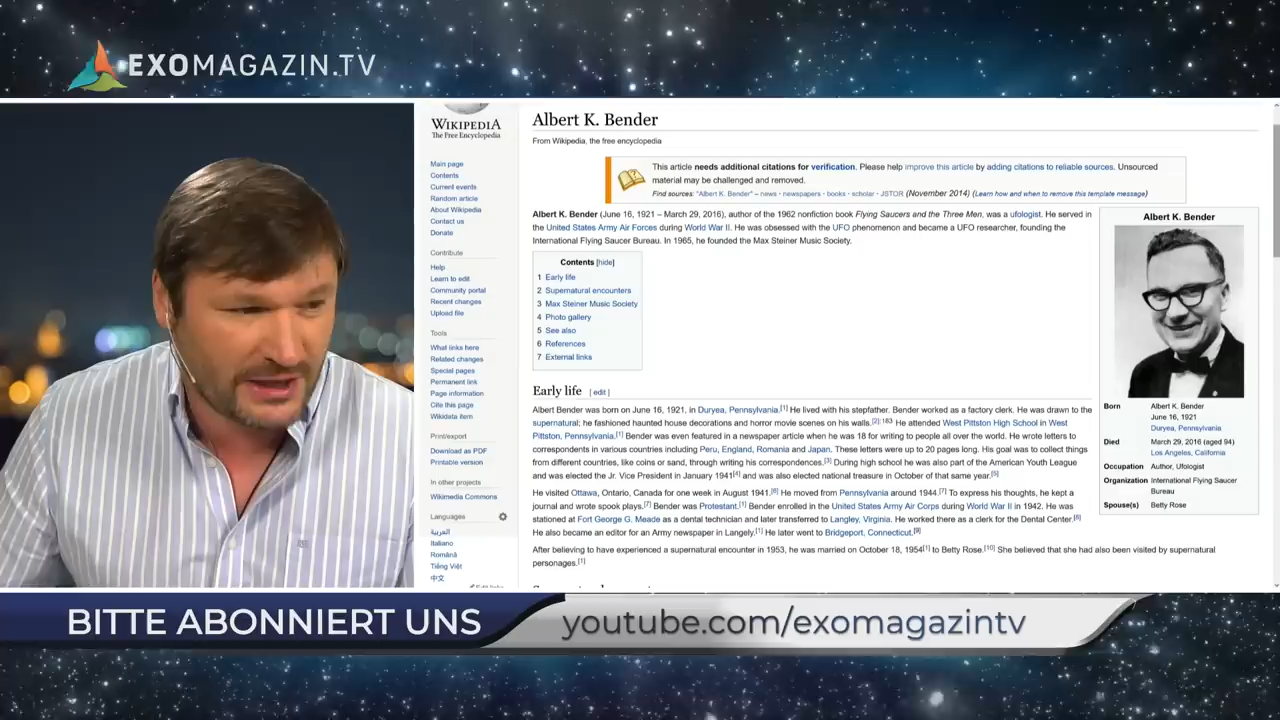 EXOMAGAZIN.TV
WIKIPEDIA
The Free Encyclopedia
Main page
Contents
Current events
Random article
About Wikipedia
Contact us
Donate
Contribute
Help
Learn to edit
Community portal
Recent changes
Upload file
Tools
What links here
Related changes
Special pages
Permanent link
Page information
Cite this page
Wikidata item
Print/export
Download as PDF
Printable version
In other projects
Wikimedia Commons
Languages
العربية
Italiano
Română
Tiếng Việt
中文
Albert K. Bender
From Wikipedia, the free encyclopedia
This article needs additional citations for verification. Please help improve this article by adding citations to reliable sources. Unsourced
material may be challenged and removed.
Find sources: "Albert K. Bender" – news · newspapers · books · scholar · JSTOR (November 2014) (Learn how and when to remove this template message)
Albert K. Bender (June 16, 1921 – March 29, 2016), author of the 1962 nonfiction book Flying Saucers and the Three Men, was a ufologist. He served in
the United States Army Air Forces during World War II. He was obsessed with the UFO phenomenon and became a UFO researcher, founding the
International Flying Saucer Bureau. In 1965, he founded the Max Steiner Music Society.
Contents [hide]
1 Early life
2 Supernatural encounters
3 Max Steiner Music Society
4 Photo gallery
5 See also
6 References
7 External links
Early life [ edit ]
Albert Bender was born on June 16, 1921, in Duryea, Pennsylvania.[1] He lived with his stepfather. Bender worked as a factory clerk. He was drawn to the
supernatural; he fashioned haunted house decorations and horror movie scenes on his walls.[2]:183 He attended West Pittston High School in West
Pittston, Pennsylvania.[1] Bender was even featured in a newspaper article when he was 18 for writing to people all over the world. He wrote letters to
correspondents in various countries including Peru, England, Romania and Japan. These letters were up to 20 pages long. His goal was to collect things
from different countries, like coins or sand, through writing his correspondences.[3] During high school he was also part of the American Youth League
and was elected the Jr. Vice President in January 1941[4] and was also elected national treasure in October of that same year.[5]
He visited Ottawa, Ontario, Canada for one week in August 1941.[6] He moved from Pennsylvania around 1944.[7] To express his thoughts, he kept a
journal and wrote spook plays.[7] Bender was Protestant.[1] Bender enrolled in the United States Army Air Corps during World War II in 1942. He was
stationed at Fort George G. Meade as a dental technician and later transferred to Langley, Virginia. He worked there as a clerk for the Dental Center.[8]
He also became an editor for an Army newspaper in Langely.[1] He later went to Bridgeport, Connecticut.[9]
After believing to have experienced a supernatural encounter in 1953, he was married on October 18, 1954[1] to Betty Rose.[10] She believed that she had also been visited by supernatural
personages.[1]
Albert K. Bender
Born Albert K. Bender
June 16, 1921
Duryea, Pennsylvania
Died March 29, 2016 (aged 94)
Los Angeles, California
Occupation Author, Ufologist
Organization International Flying Saucer
Bureau
Spouse(s) Betty Rose
BITTE ABONNIERT UNS
youtube.com/exomagazintv